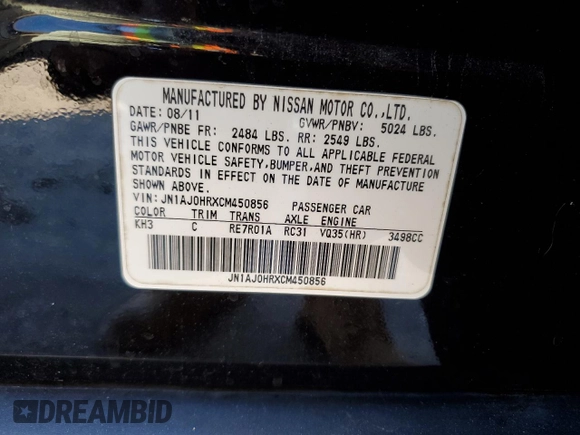 MANUFACTURED BY NISSAN MOTOR CO.,LTD.
DATE: 08/11 GVWR/PNBV: 5024 LBS.
GAWR/PNBE FR: 2484 LBS. RR: 2549 LBS.
THIS VEHICLE CONFORMS TO ALL APPLICABLE FEDERAL
MOTOR VEHICLE SAFETY,BUMPER,AND THEFT PREVENTION
STANDARDS IN EFFECT ON THE DATE OF MANUFACTURE
SHOWN ABOVE.
VIN: JN1AJ0HRXCM450856 PASSENGER CAR
COLOR TRIM TRANS AXLE ENGINE
KH3 C RE7R01A RC31 VQ35(HR) 3498CC
JN1AJ0HRXCM450856
DREAMBID